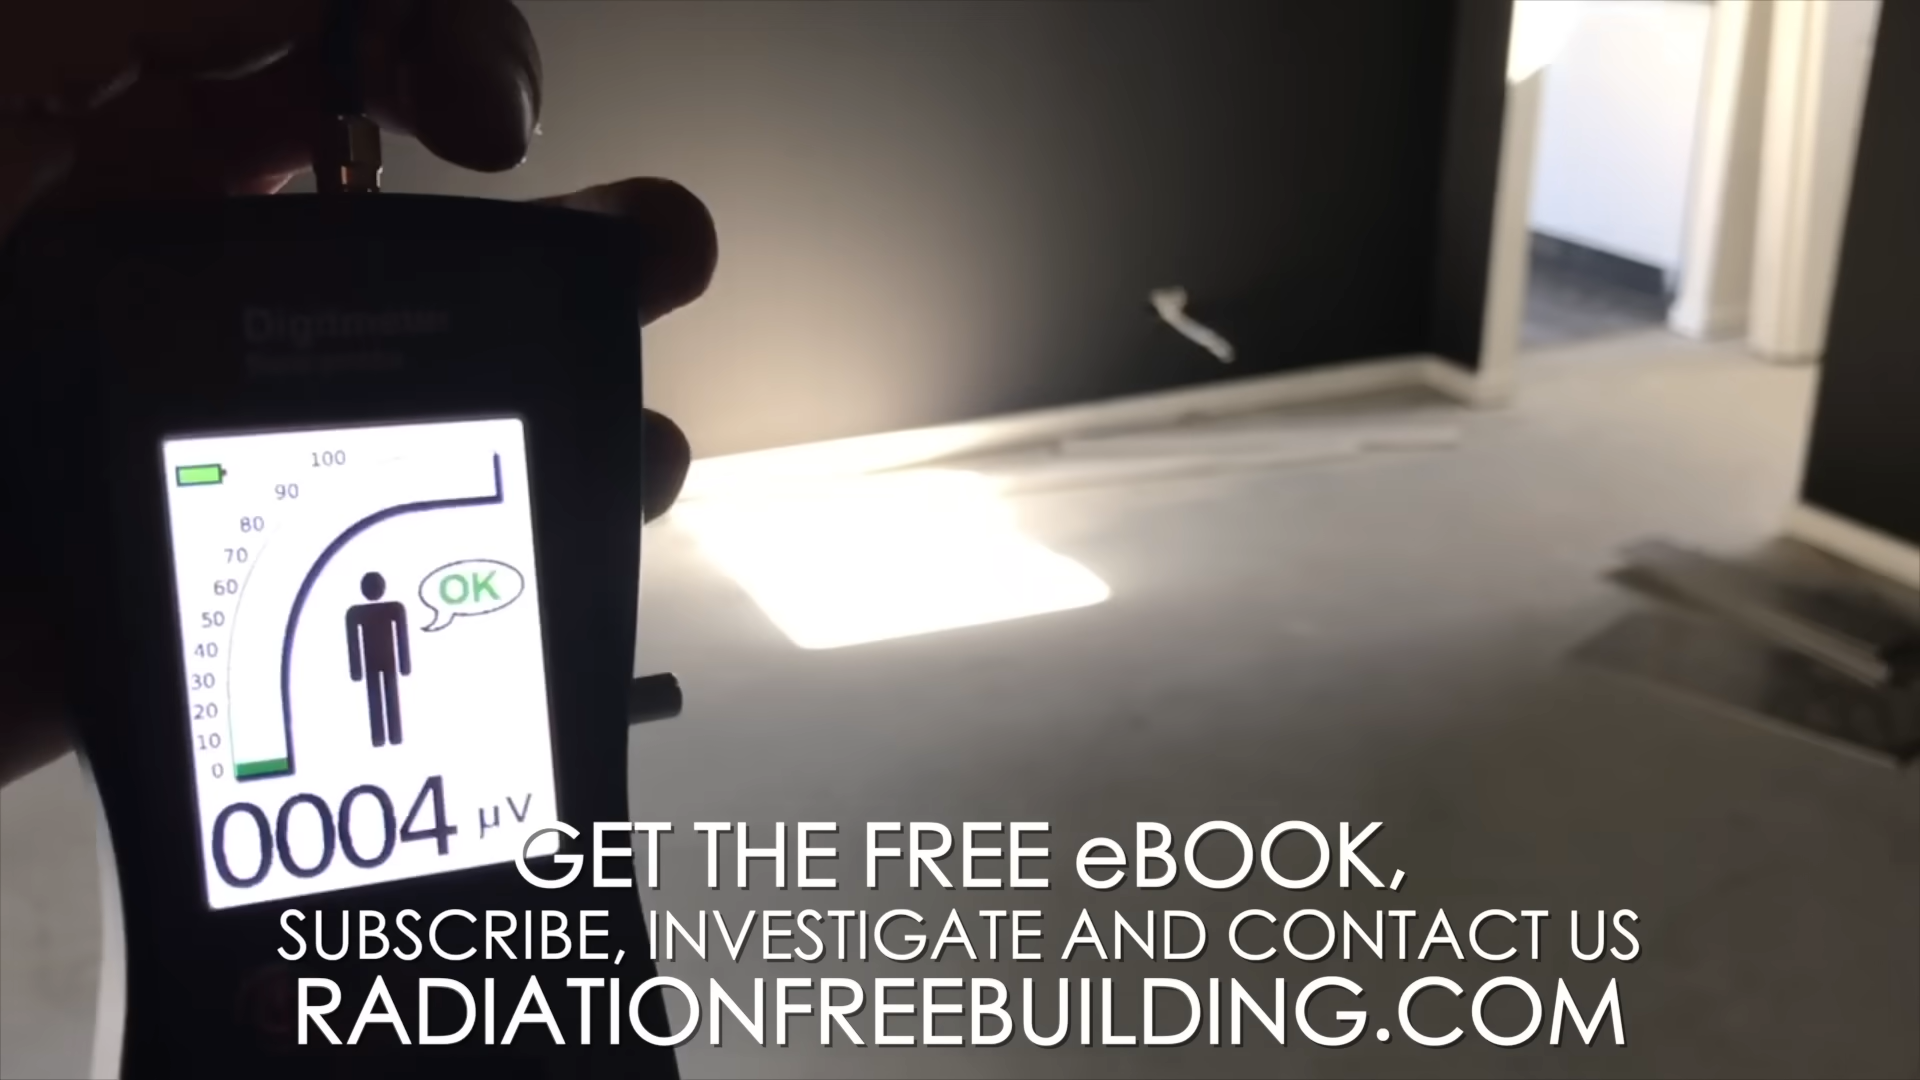 Digitmeter
100
90
80
70
60
50
40
30
20
10
0
OK
0004 µV
GET THE FREE eBOOK,
SUBSCRIBE, INVESTIGATE AND CONTACT US
RADIATIONFREEBUILDING.COM